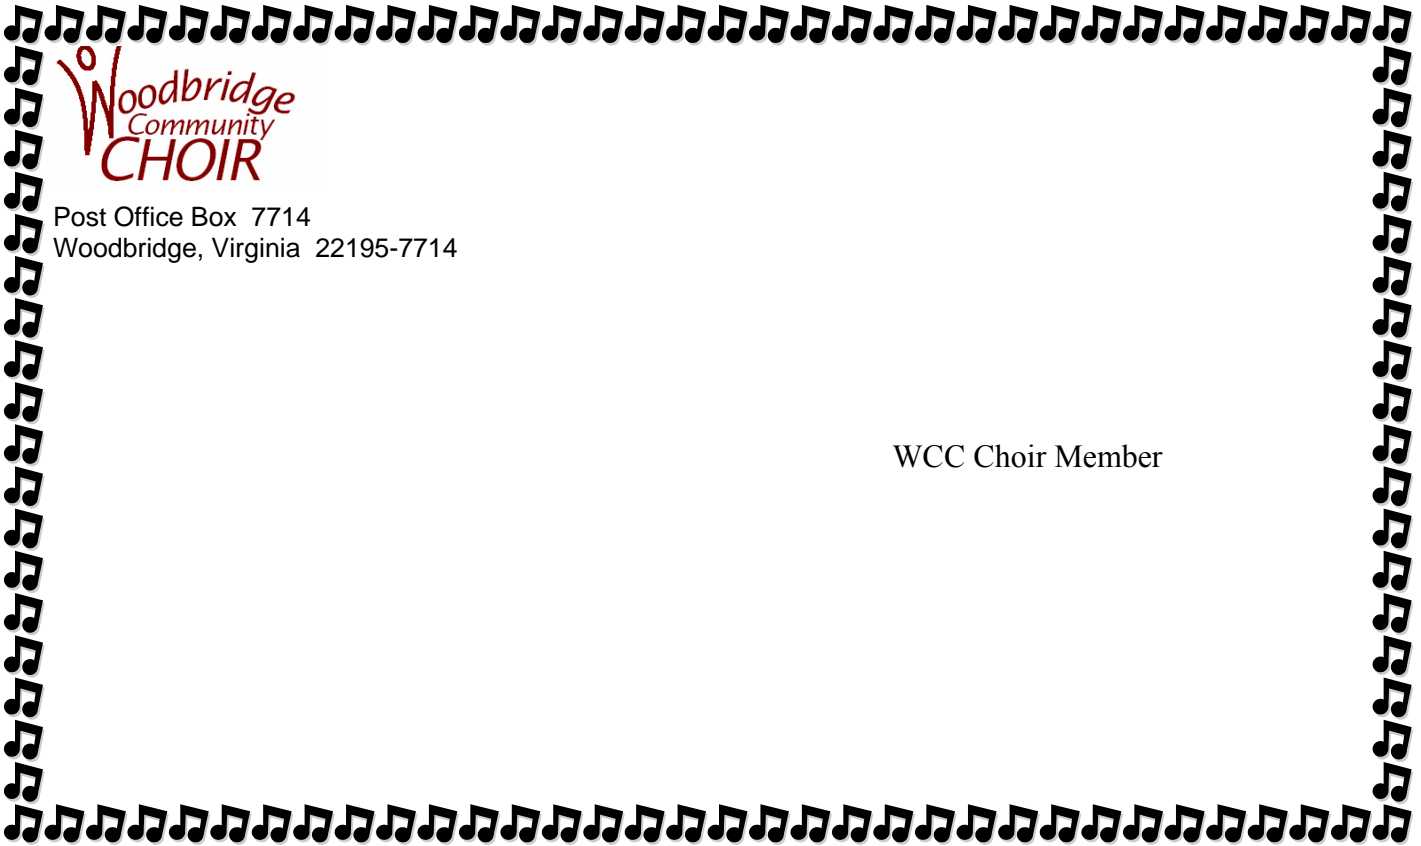 Woodbridge
Community
CHOIR
Post Office Box 7714
Woodbridge, Virginia 22195-7714
WCC Choir Member